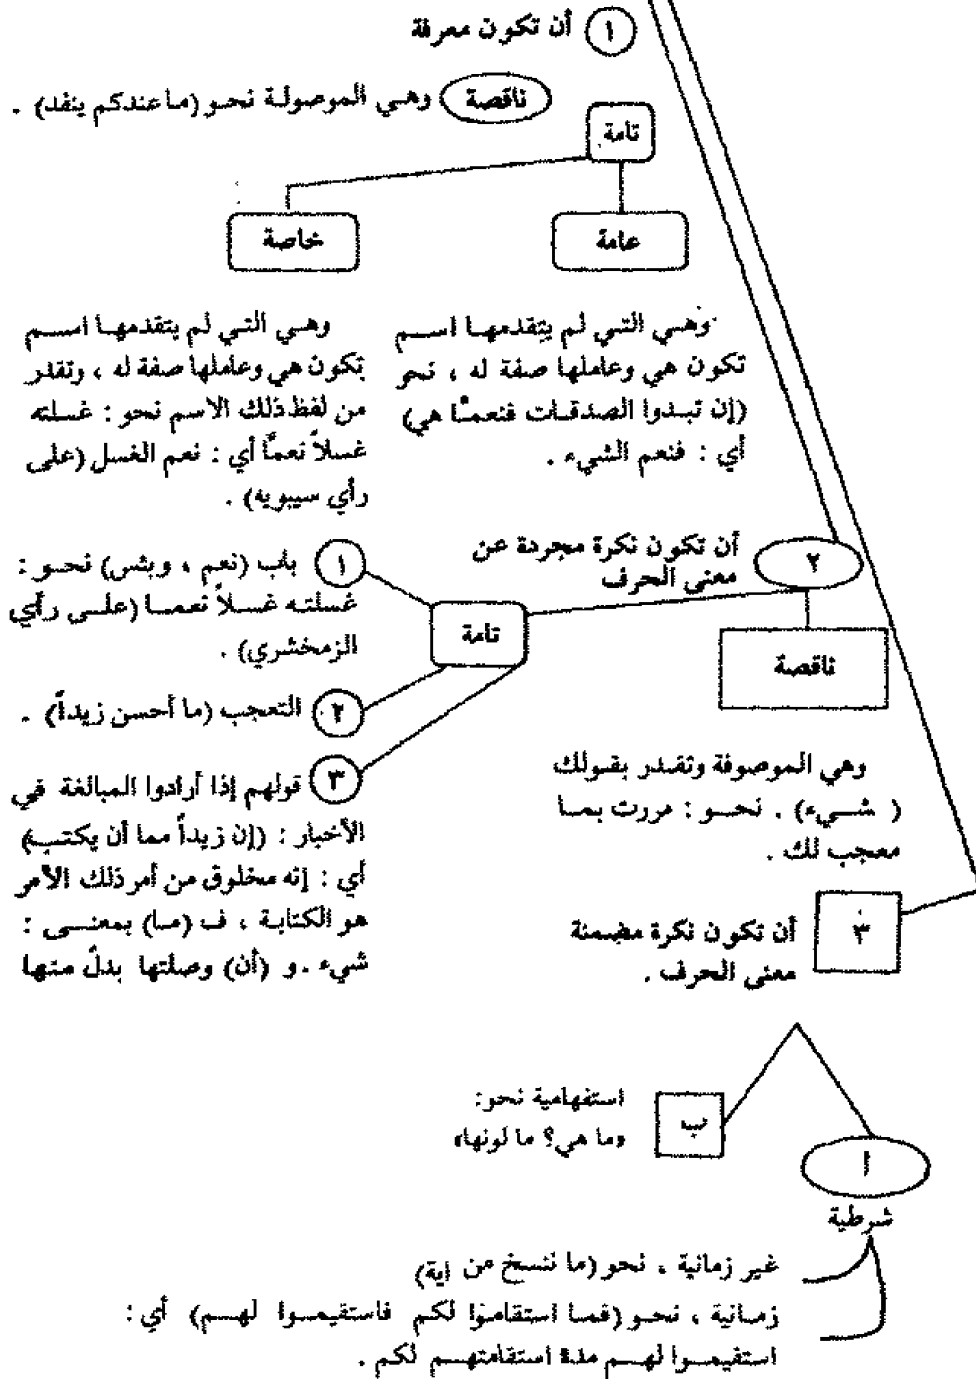 ١ أن تكون معرفة
ناقصة وهي الموصولة نحو (ما عندكم ينفد) .
تامة
عامة
خاصة
وهي التي لم يتقدمها اسم
تكون هي وعاملها صفة له ، نحو
(إن تبدوا الصدقات فنعمَّا هي)
أي : فنعم الشيء .
وهي التي لم يتقدمها اسم
تكون هي وعاملها صفة له ، وتقدر
من لفظ ذلك الاسم نحو : غسلته
غسلاً نعمَّا أي : نعم الغسل (على
رأي سيبويه) .
٢ أن تكون نكرة مجردة عن
معنى الحرف
ناقصة
وهي الموصوفة وتقدر بقولك
( شيء) . نحو : مررت بما
معجب لك .
تامة
١ باب (نعم ، وبئس) نحو :
غسلته غسلاً نعما (على رأي
الزمخشري) .
٢ التعجب (ما أحسن زيداً) .
٣ قولهم إذا أرادوا المبالغة في
الأخبار : (إن زيداً مما أن يكتب)
أي : إنه مخلوق من أمر ذلك الأمر
هو الكتابة ، ف (ما) بمعنى :
شيء . و (أن) وصلتها بدلٌ منها
٣ أن تكون نكرة مضمنة
معنى الحرف .
ا
شرطية
غير زمانية ، نحو (ما ننسخ من إية)
زمانية ، نحو (فما استقاموا لكم فاستقيموا لهم) أي :
استقيموا لهم مدة استقامتهم لكم .
ب
استفهامية نحو:
«ما هي؟ ما لونها»